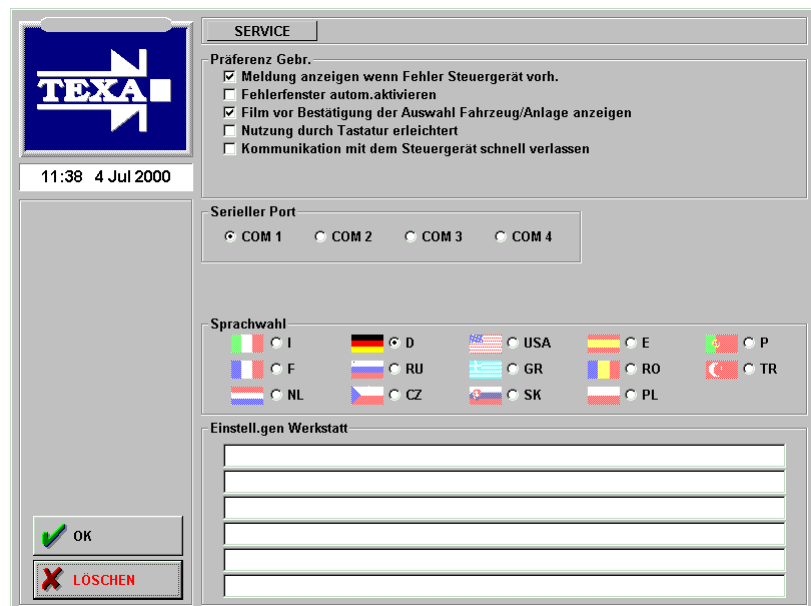 TEXA
11:38 4 Jul 2000
SERVICE
Präferenz Gebr.
Meldung anzeigen wenn Fehler Steuergerät vorh.
Fehlerfenster autom.aktivieren
Film vor Bestätigung der Auswahl Fahrzeug/Anlage anzeigen
Nutzung durch Tastatur erleichtert
Kommunikation mit dem Steuergerät schnell verlassen
Serieller Port
COM 1 COM 2 COM 3 COM 4
Sprachwahl
I D USA E P
F RU GR RO TR
NL CZ SK PL
Einstell.gen Werkstatt
OK
LÖSCHEN